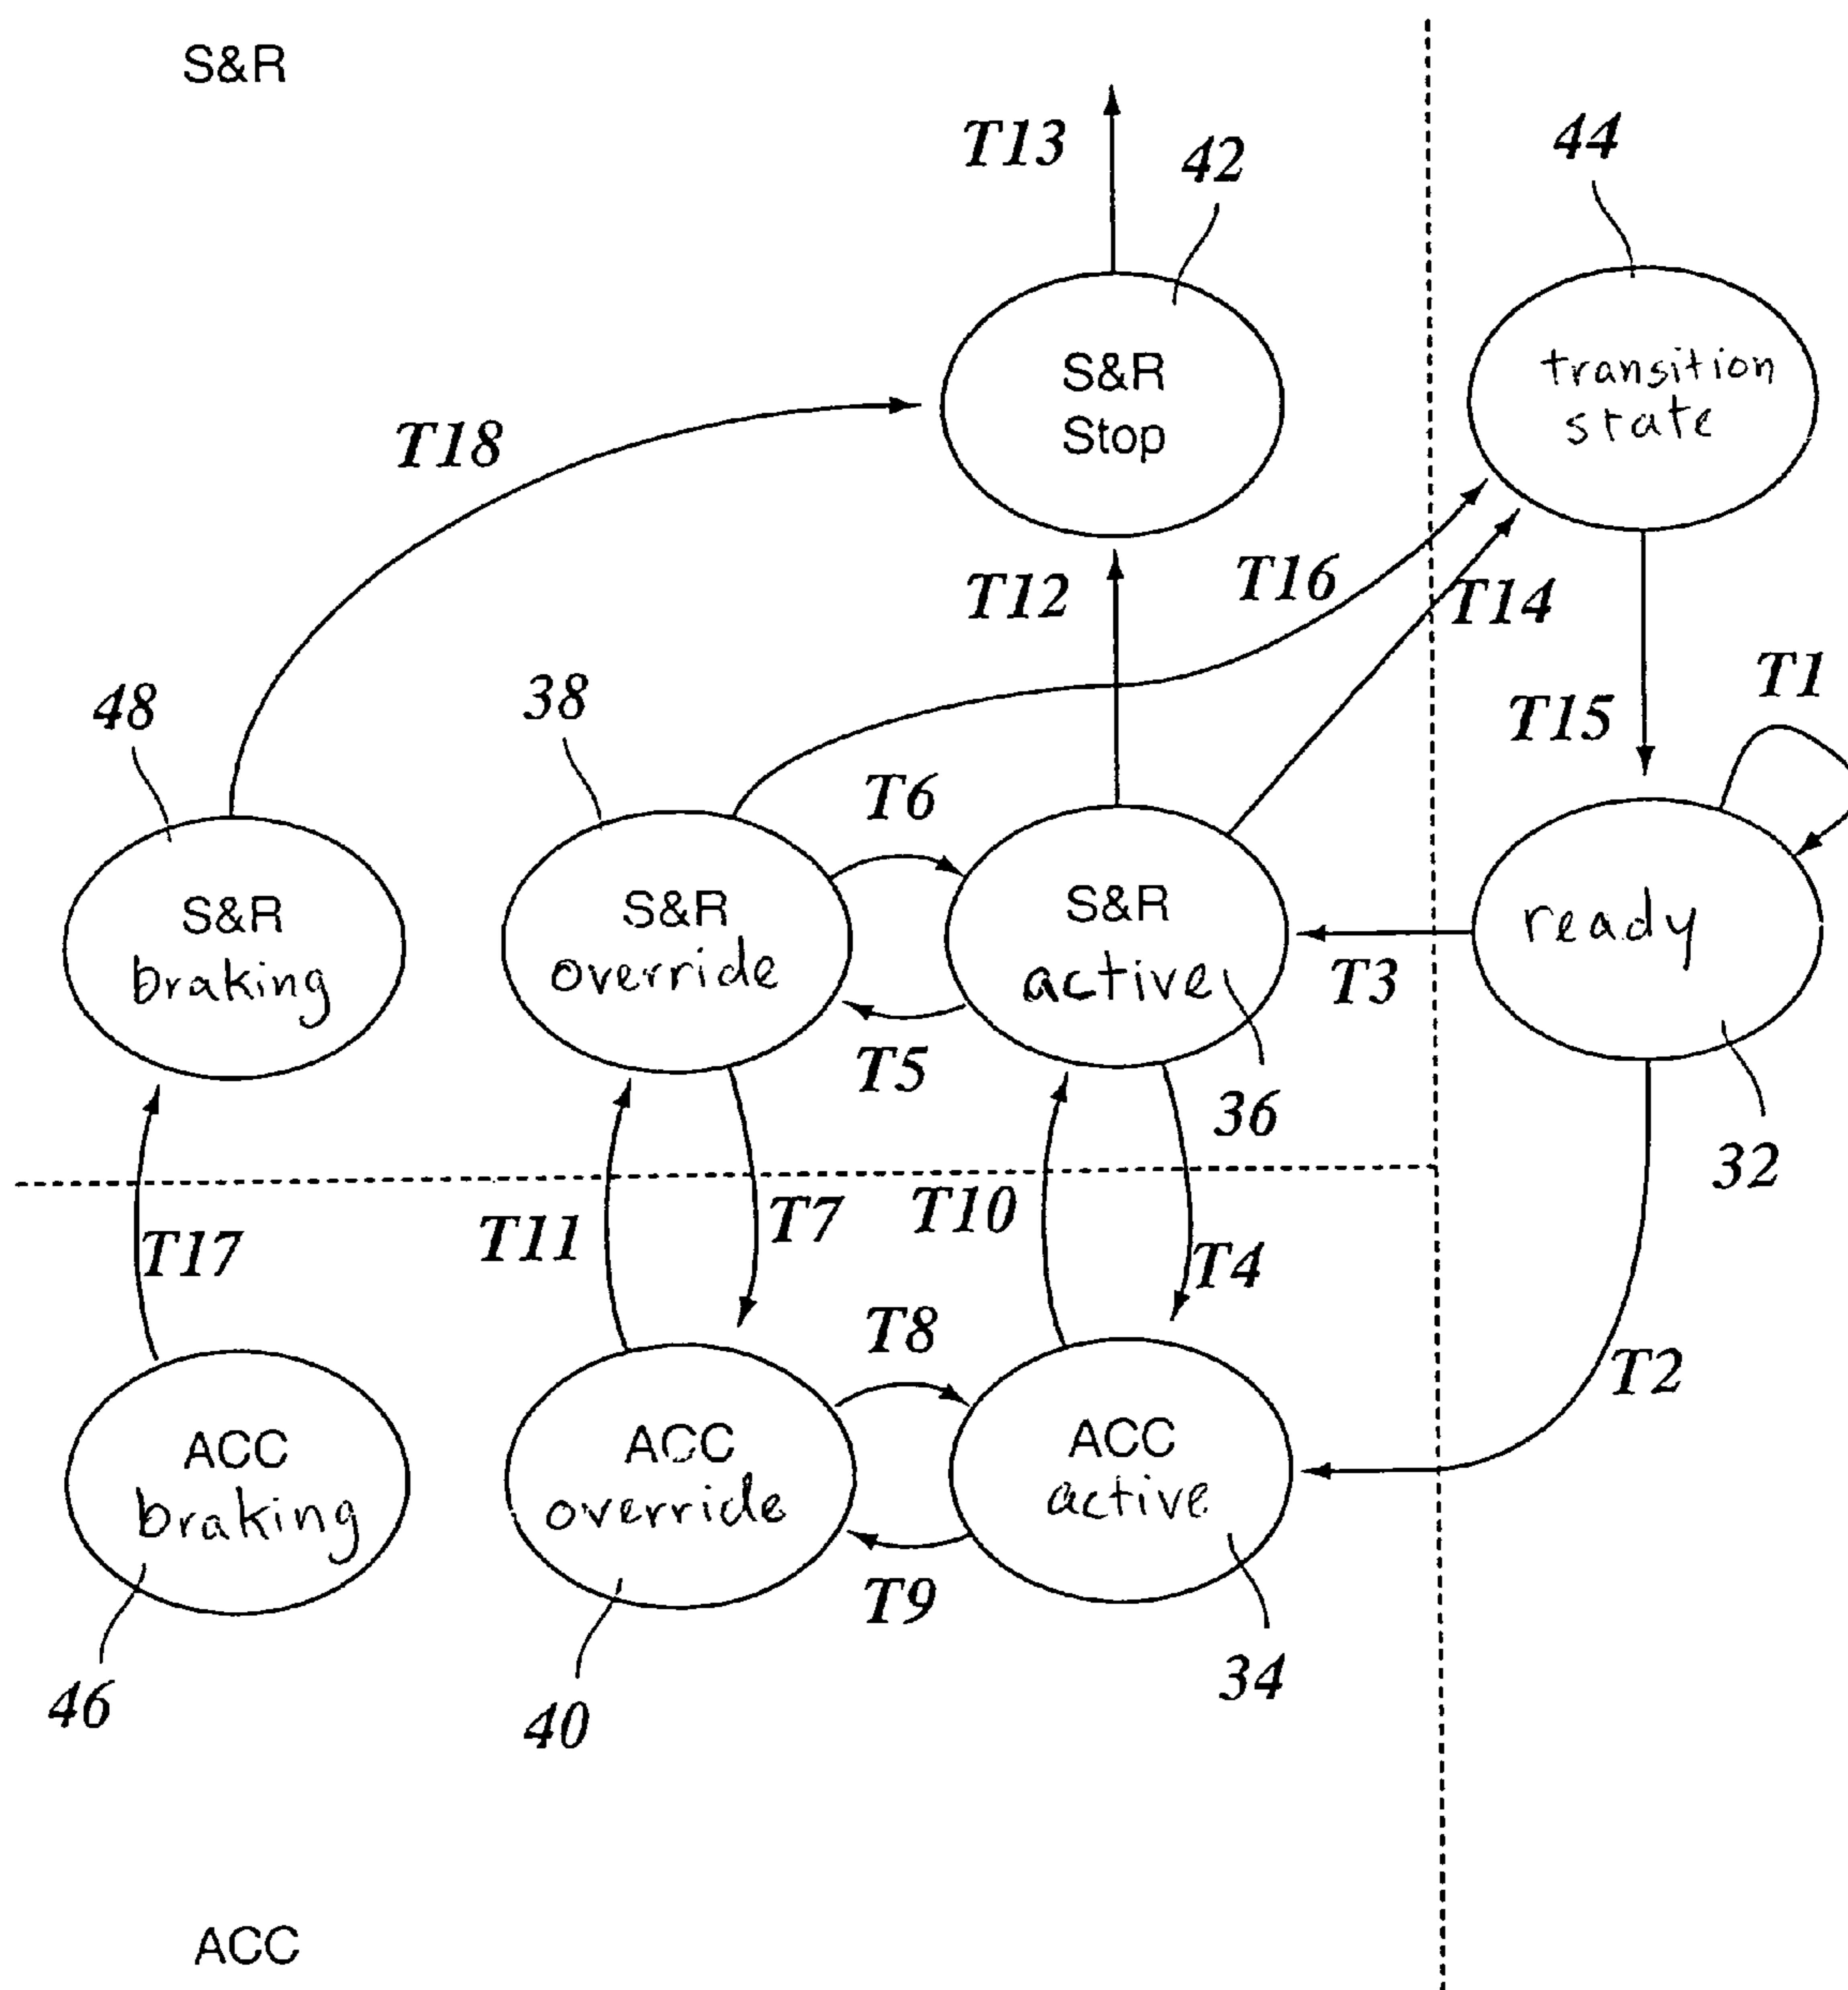 S&R
T13
42
44
S&R
Stop
transition
state
T18
T12
T16
T14
T15
T1
48
38
T6
S&R
braking
S&R
override
S&R
active
ready
T3
T5
36
32
T17
T11
T7
T10
T4
T8
T2
ACC
braking
ACC
override
ACC
active
T9
46
40
34
ACC